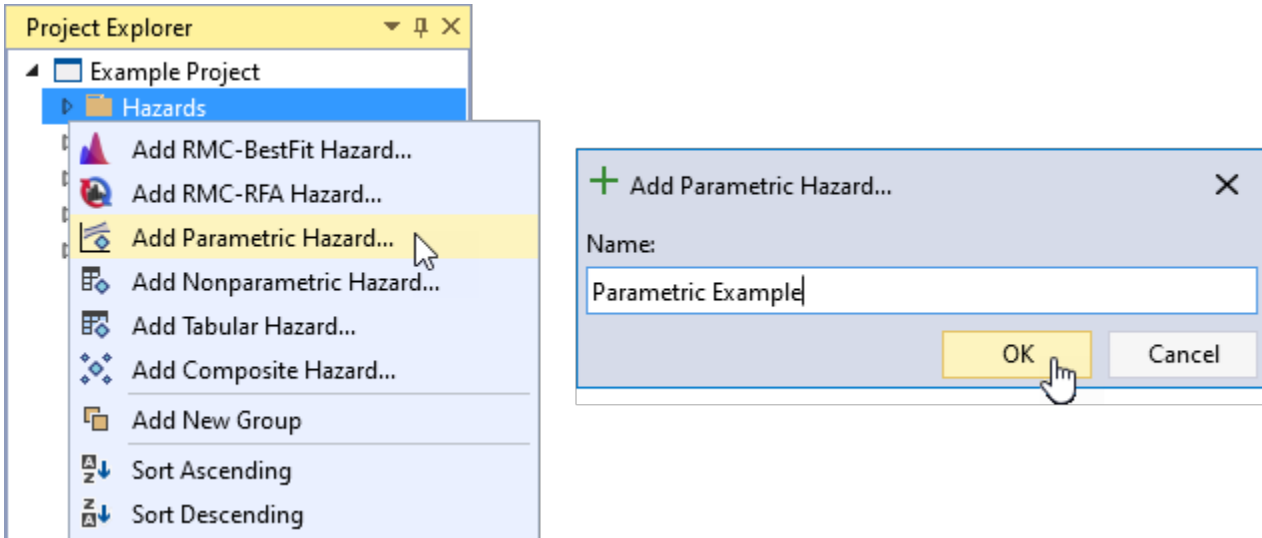 Project Explorer
Example Project
Hazards
Add RMC-BestFit Hazard...
Add RMC-RFA Hazard...
Add Parametric Hazard...
Add Nonparametric Hazard...
Add Tabular Hazard...
Add Composite Hazard...
Add New Group
Sort Ascending
Sort Descending
Add Parametric Hazard...
Name:
Parametric Example
OK
Cancel